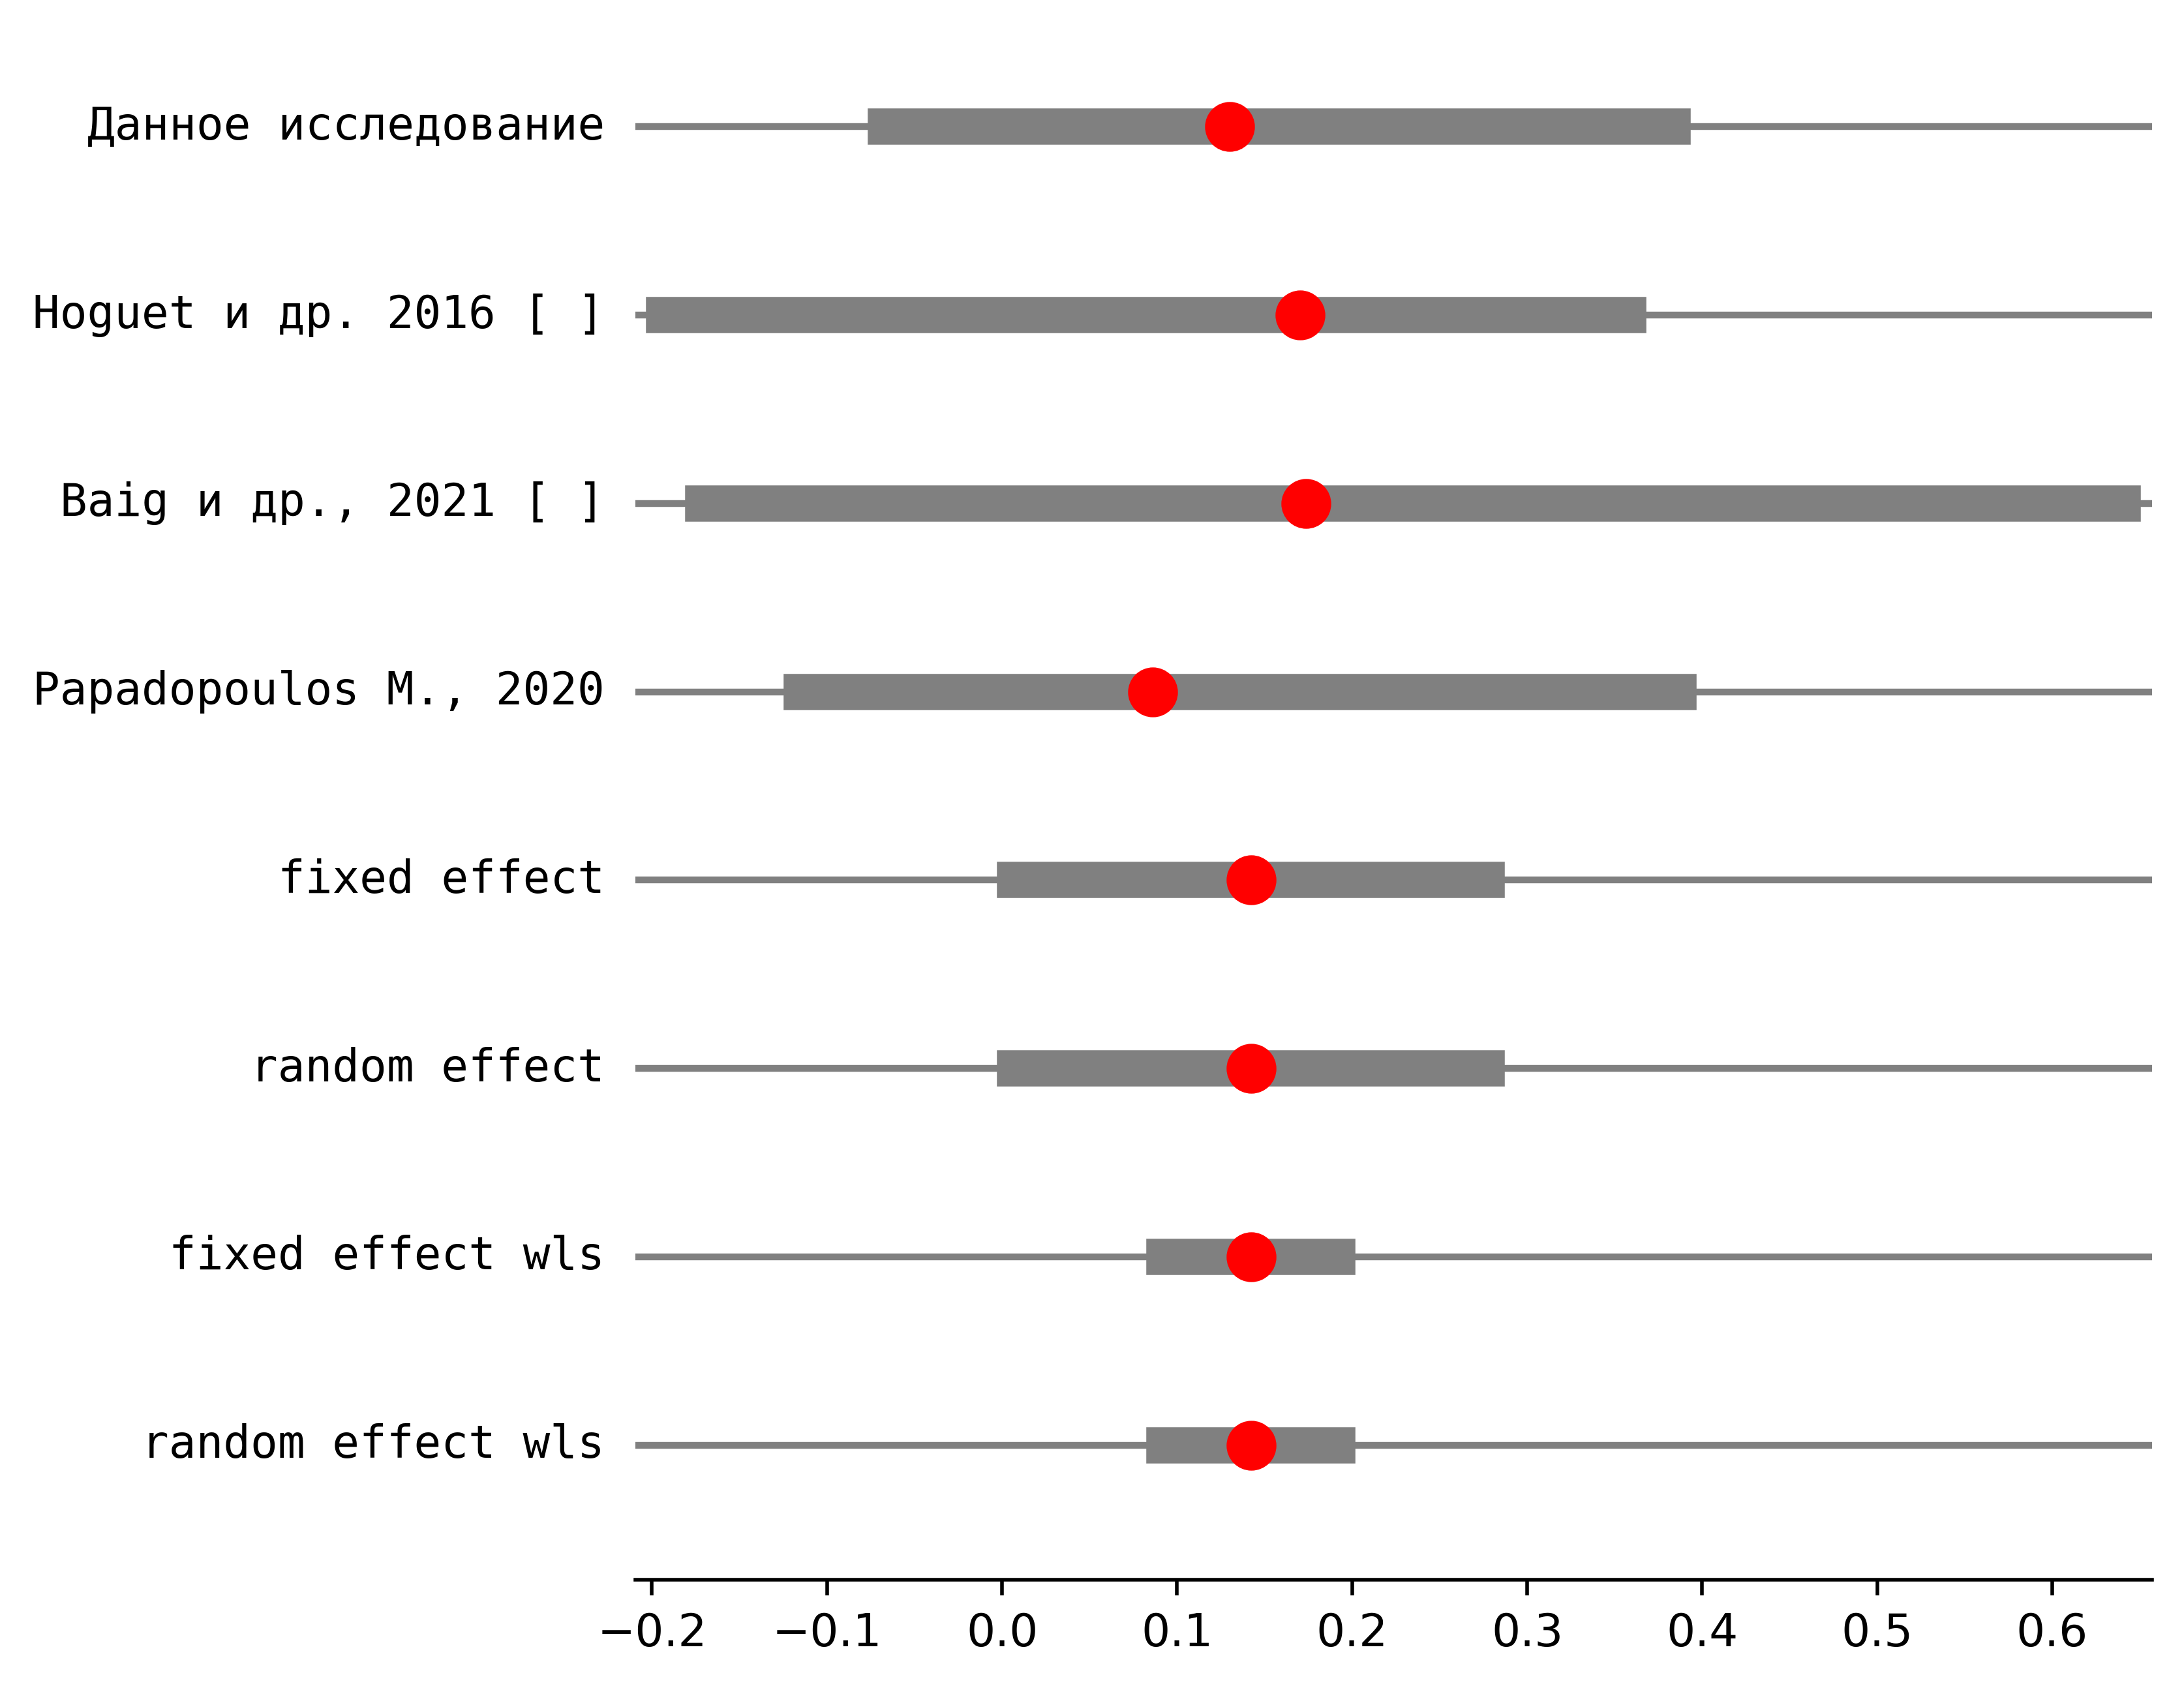 Данное исследование
Hoguet и др. 2016 [ ]
Baig и др., 2021 [ ]
Papadopoulos M., 2020
fixed effect
random effect
fixed effect wls
random effect wls
−0.2 −0.1 0.0 0.1 0.2 0.3 0.4 0.5 0.6